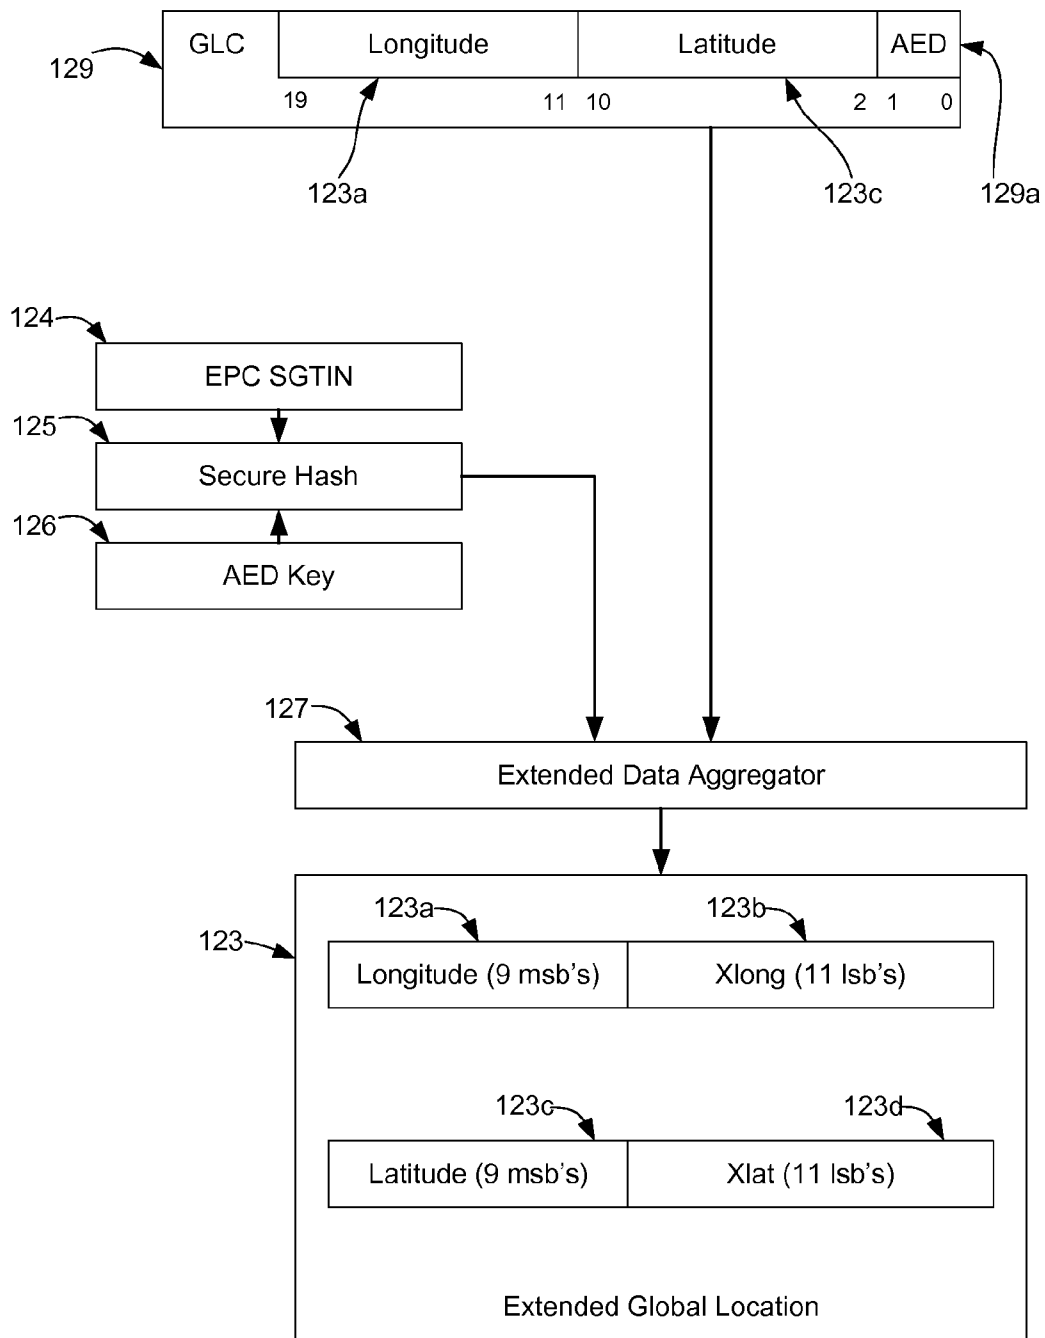 GLC Longitude Latitude AED
129
19 11 10 2 1 0
123a 123c 129a
124
EPC SGTIN
125
Secure Hash
126
AED Key
127
Extended Data Aggregator
123a 123b
123
Longitude (9 msb's) Xlong (11 lsb's)
123c 123d
Latitude (9 msb's) Xlat (11 lsb's)
Extended Global Location